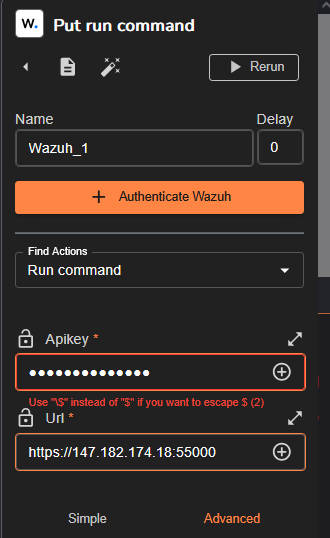 W. Put run command
Rerun
Name Delay
Wazuh_1 0
Authenticate Wazuh
Find Actions
Run command
Apikey *
●●●●●●●●●●●●●●
Use "\$" instead of "$" if you want to escape $ (2)
Url *
https://147.182.174.18:55000
Simple Advanced